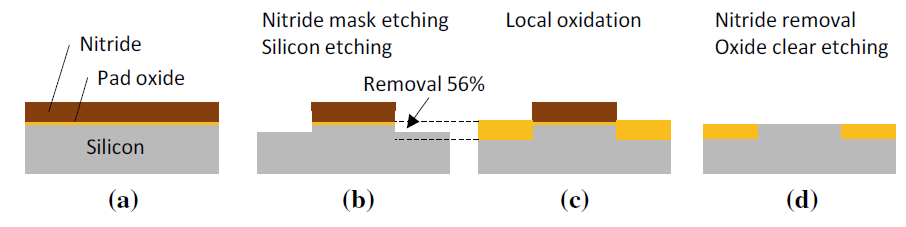 Nitride
Pad oxide
Silicon
(a)
Nitride mask etching
Silicon etching
Removal 56%
(b)
Local oxidation
(c)
Nitride removal
Oxide clear etching
(d)